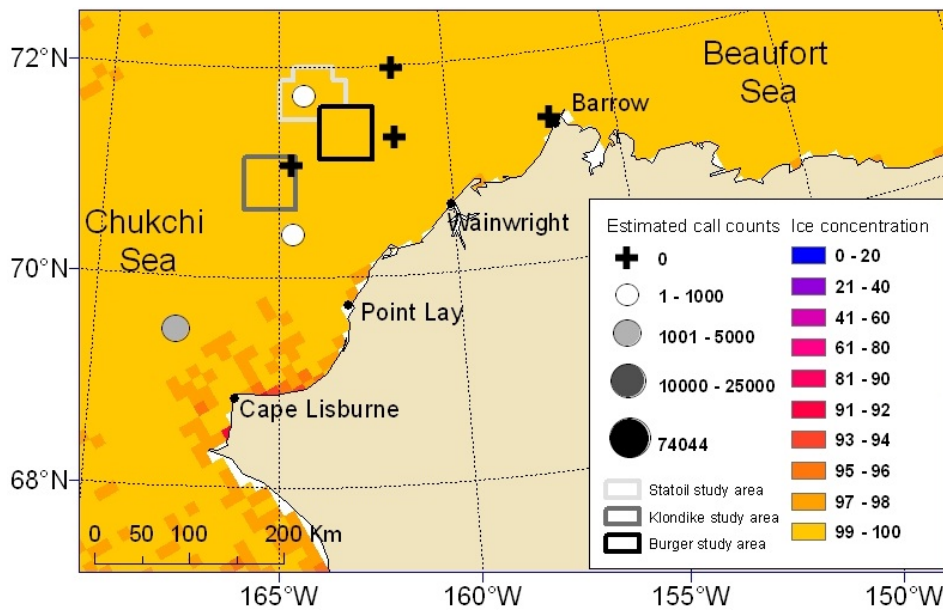 72°N
70°N
68°N
Beaufort
Sea
Barrow
Wainwright
Chukchi
Sea
Point Lay
Cape Lisburne
0 50 100 200 Km
165°W 160°W 155°W 150°W
Estimated call counts
0
1 - 1000
1001 - 5000
10000 - 25000
74044
Statoil study area
Klondike study area
Burger study area
Ice concentration
0 - 20
21 - 40
41 - 60
61 - 80
81 - 90
91 - 92
93 - 94
95 - 96
97 - 98
99 - 100